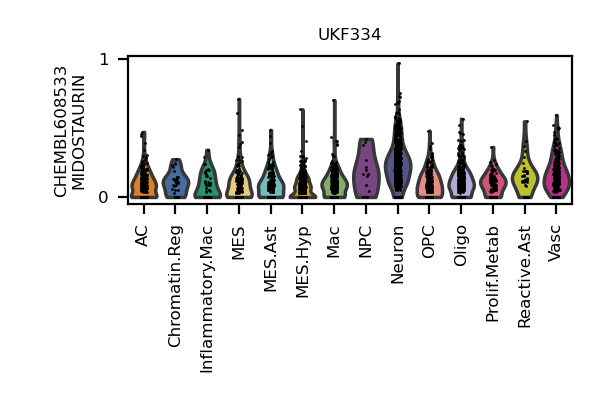 UKF334
CHEMBL608533
MIDOSTAURIN
1
0
AC
Chromatin.Reg
Inflammatory.Mac
MES
MES.Ast
MES.Hyp
Mac
NPC
Neuron
OPC
Oligo
Prolif.Metab
Reactive.Ast
Vasc